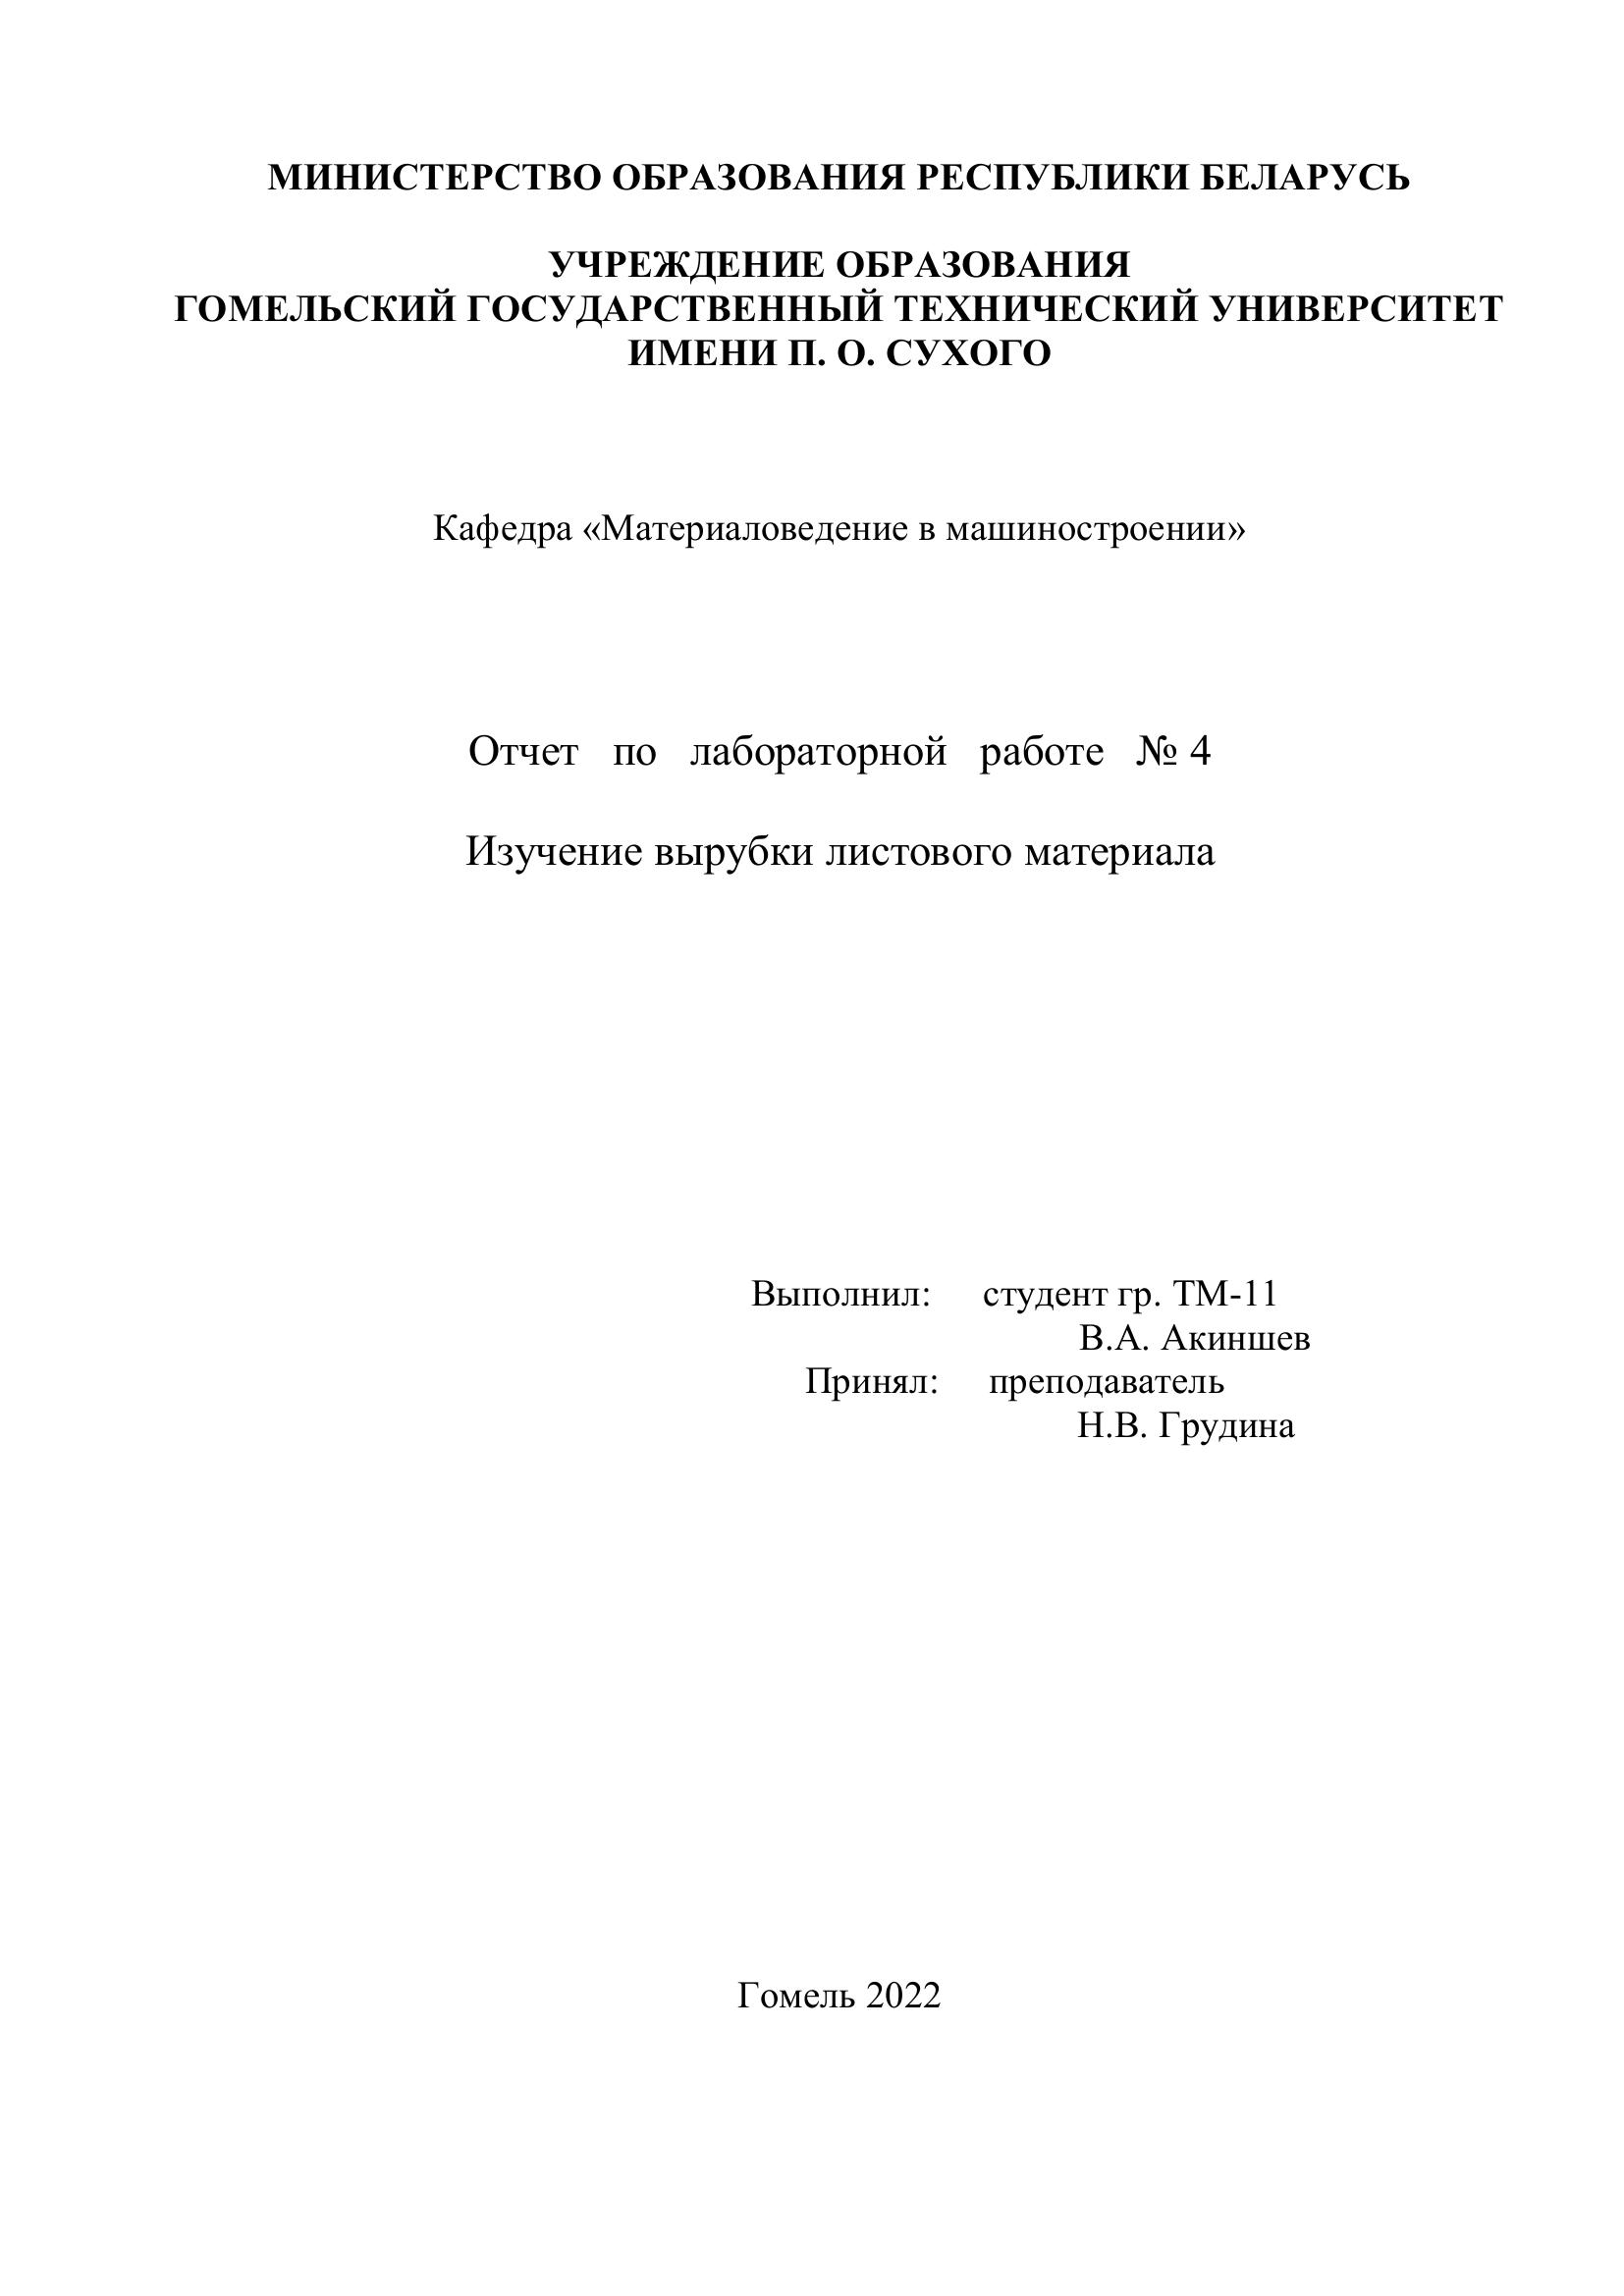 МИНИСТЕРСТВО ОБРАЗОВАНИЯ РЕСПУБЛИКИ БЕЛАРУСЬ
УЧРЕЖДЕНИЕ ОБРАЗОВАНИЯ
ГОМЕЛЬСКИЙ ГОСУДАРСТВЕННЫЙ ТЕХНИЧЕСКИЙ УНИВЕРСИТЕТ
ИМЕНИ П. О. СУХОГО
Кафедра «Материаловедение в машиностроении»
Отчет по лабораторной работе № 4
Изучение вырубки листового материала
Выполнил: студент гр. ТМ-11
В.А. Акиншев
Принял: преподаватель
Н.В. Грудина
Гомель 2022